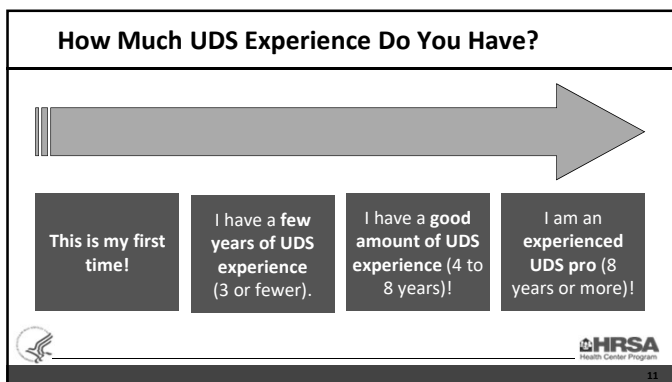 How Much UDS Experience Do You Have?
This is my first
time!
I have a few
years of UDS
experience
(3 or fewer).
I have a good
amount of UDS
experience (4 to
8 years)!
I am an
experienced
UDS pro (8
years or more)!
HRSA
Health Center Program
11